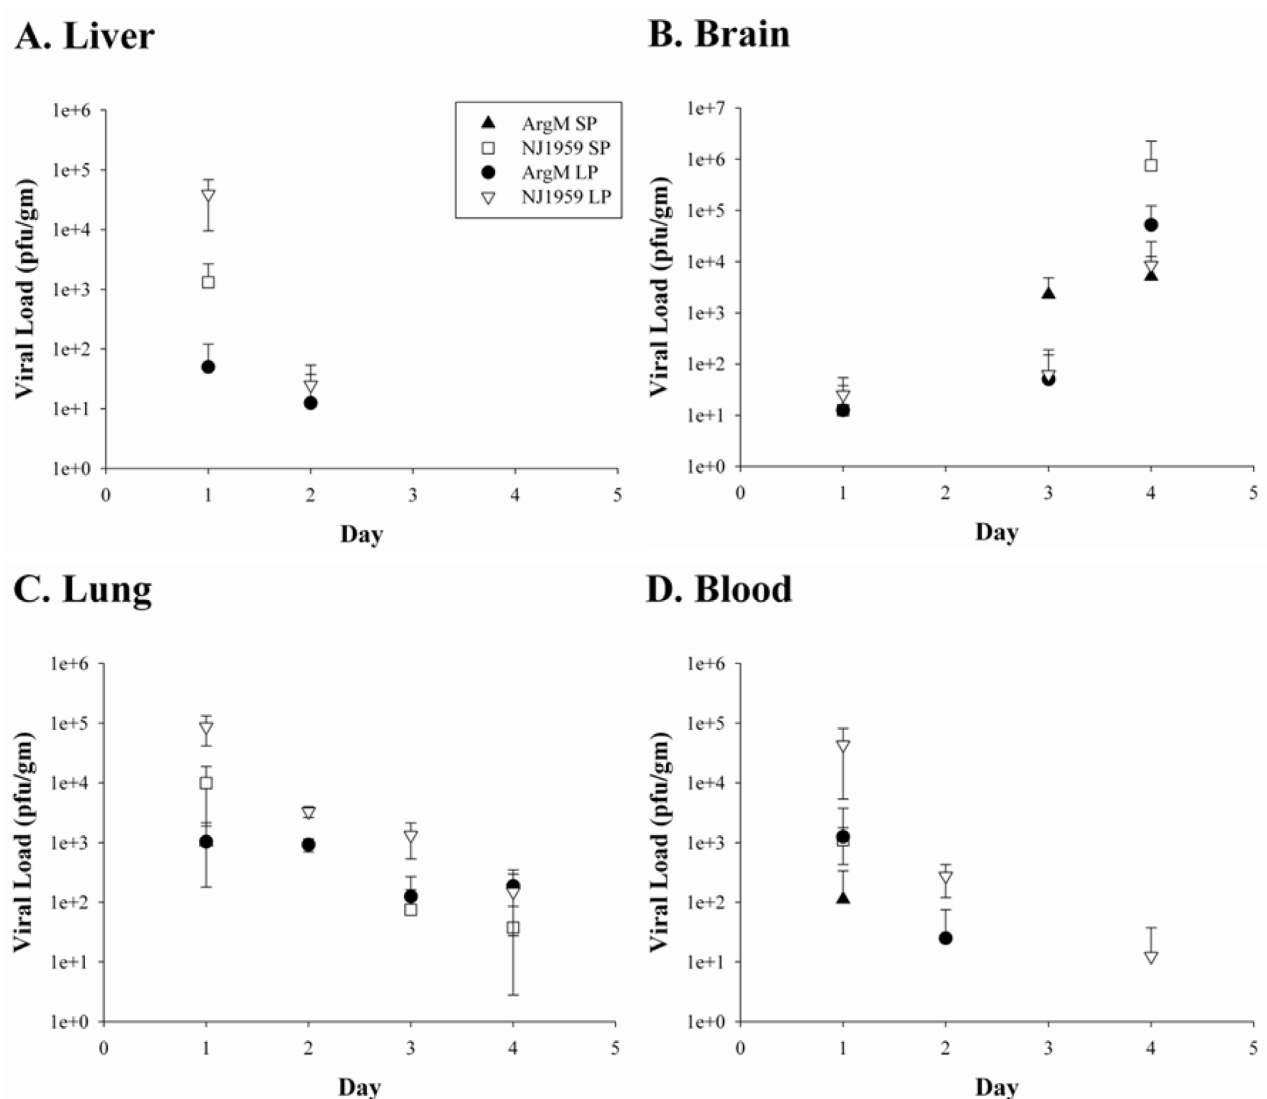 A. Liver
B. Brain
1e+6
1e+5
1e+4
1e+3
1e+2
1e+1
1e+0
Viral Load (pfu/gm)
0 1 2 3 4 5
Day
ArgM SP
NJ1959 SP
ArgM LP
NJ1959 LP
1e+7
1e+6
1e+5
1e+4
1e+3
1e+2
1e+1
1e+0
Viral Load (pfu/gm)
0 1 2 3 4 5
Day
C. Lung
D. Blood
1e+6
1e+5
1e+4
1e+3
1e+2
1e+1
1e+0
Viral Load (pfu/gm)
0 1 2 3 4 5
Day
1e+6
1e+5
1e+4
1e+3
1e+2
1e+1
1e+0
Viral Load (pfu/gm)
0 1 2 3 4 5
Day